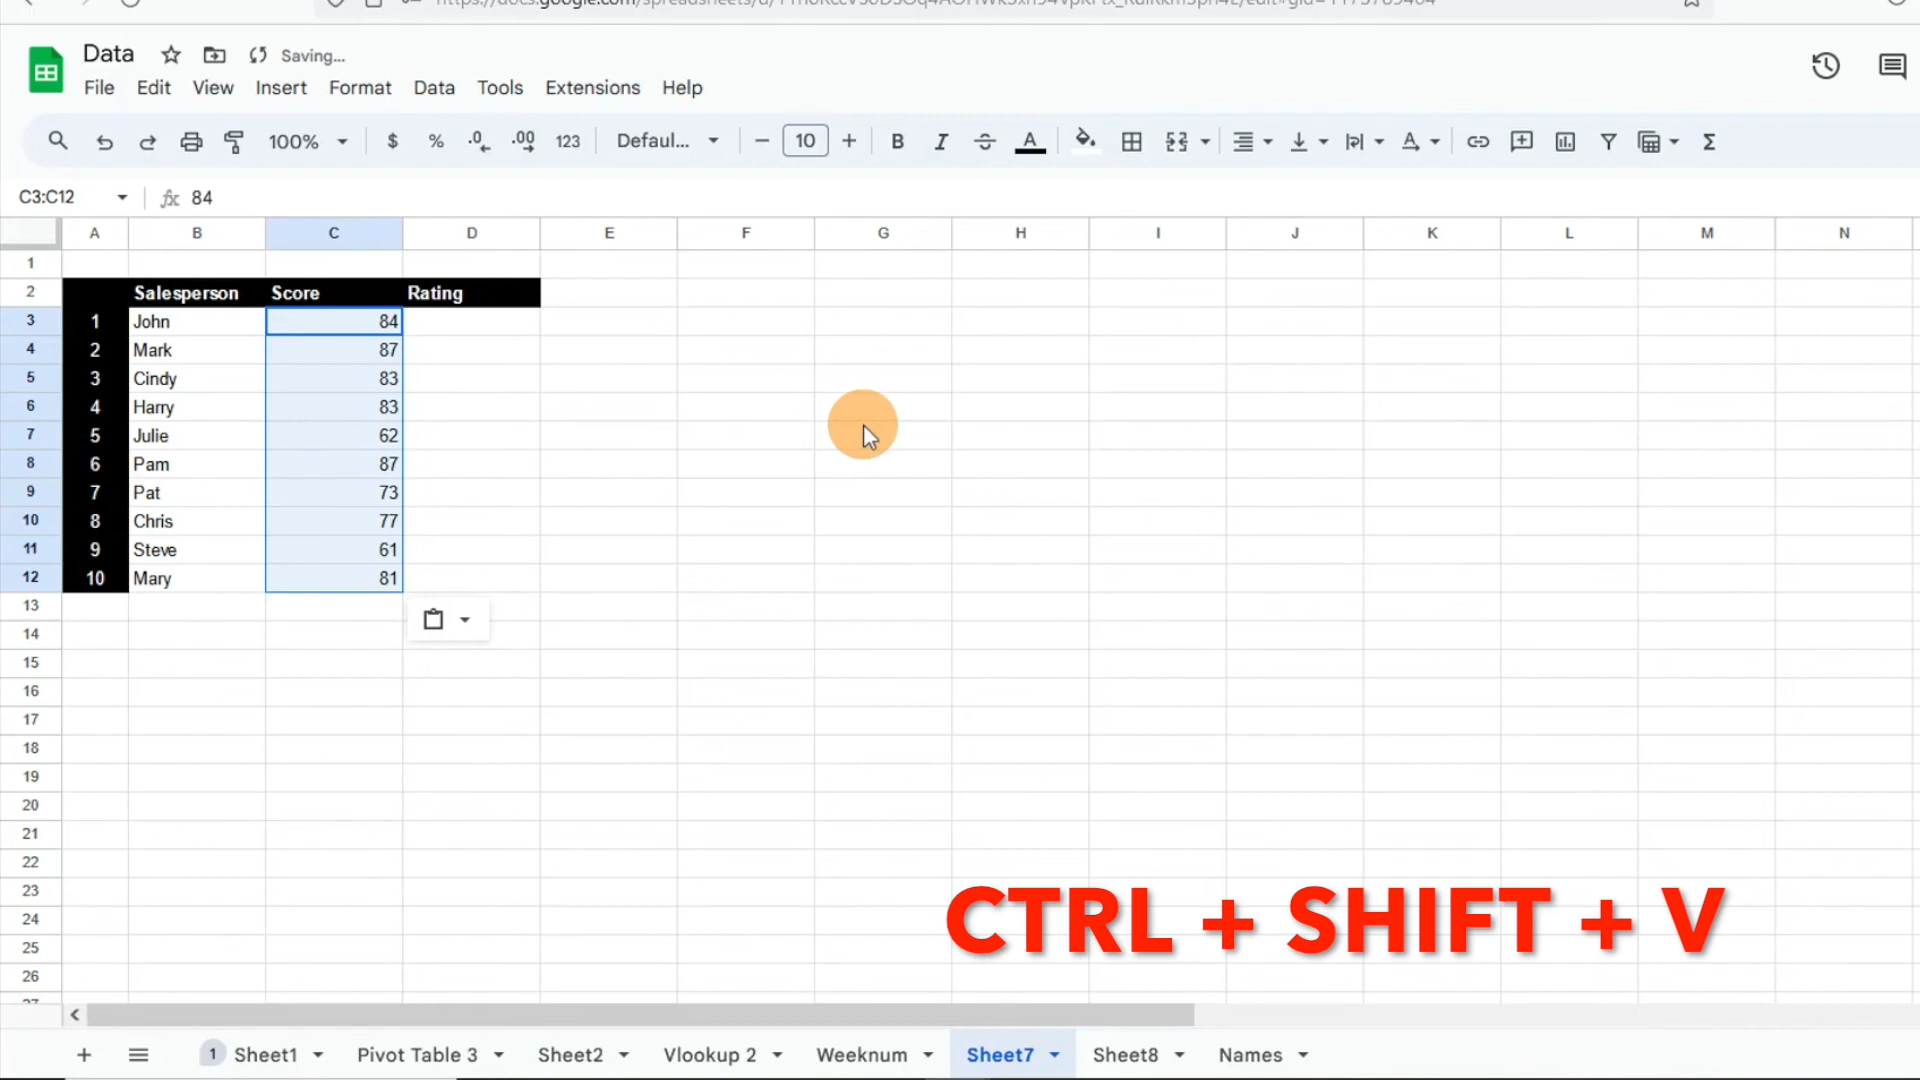 Data Saving...
File Edit View Insert Format Data Tools Extensions Help
100% $ % .0 .00 123 Defaul... 10 B I A A Σ
C3:C12 fx 84
A B C D E F G H I J K L M N
1
2 Salesperson Score Rating
3 1 John 84
4 2 Mark 87
5 3 Cindy 83
6 4 Harry 83
7 5 Julie 62
8 6 Pam 87
9 7 Pat 73
10 8 Chris 77
11 9 Steve 61
12 10 Mary 81
13
14
15
16
17
18
19
20
21
22
23
24
25
26
CTRL + SHIFT + V
1 Sheet1 Pivot Table 3 Sheet2 Vlookup 2 Weeknum Sheet7 Sheet8 Names